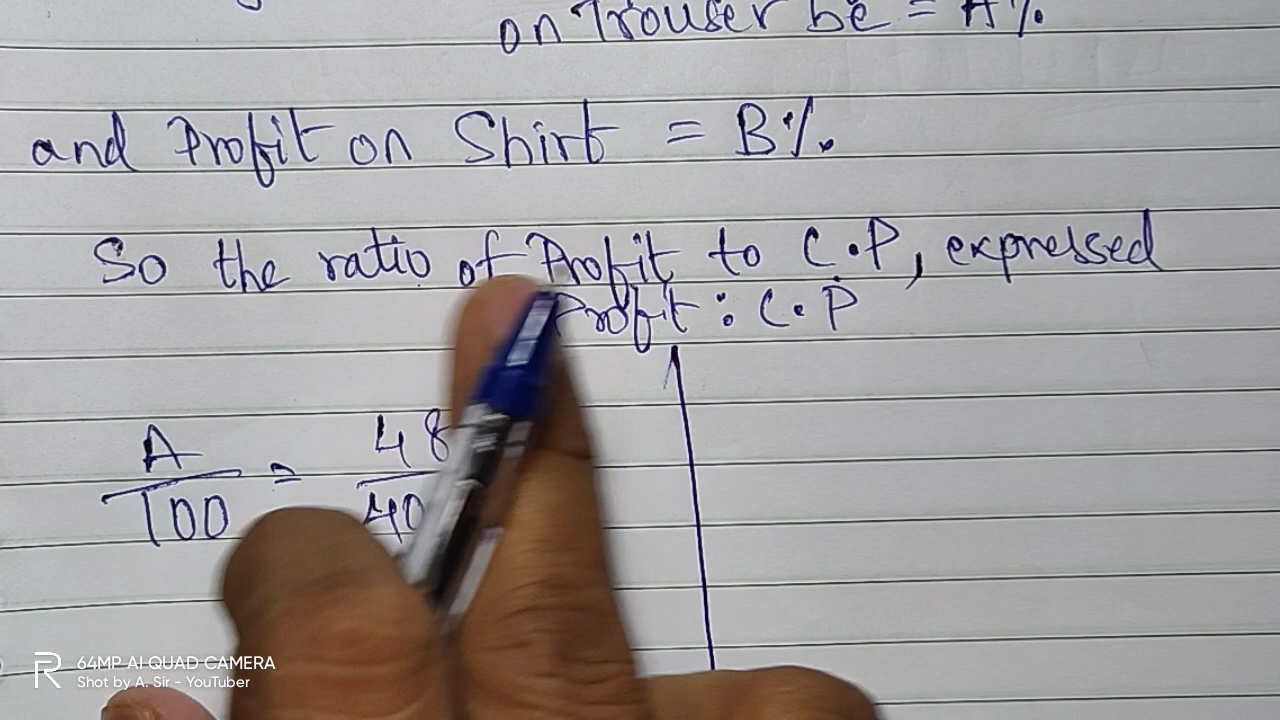 on Trouser be = A%
and Profit on Shirt = B%.
So the ratio of Profit to C.P, expressed
Profit : C.P
A/100 = 48/40
64MP AI QUAD CAMERA
Shot by A. Sir - YouTuber